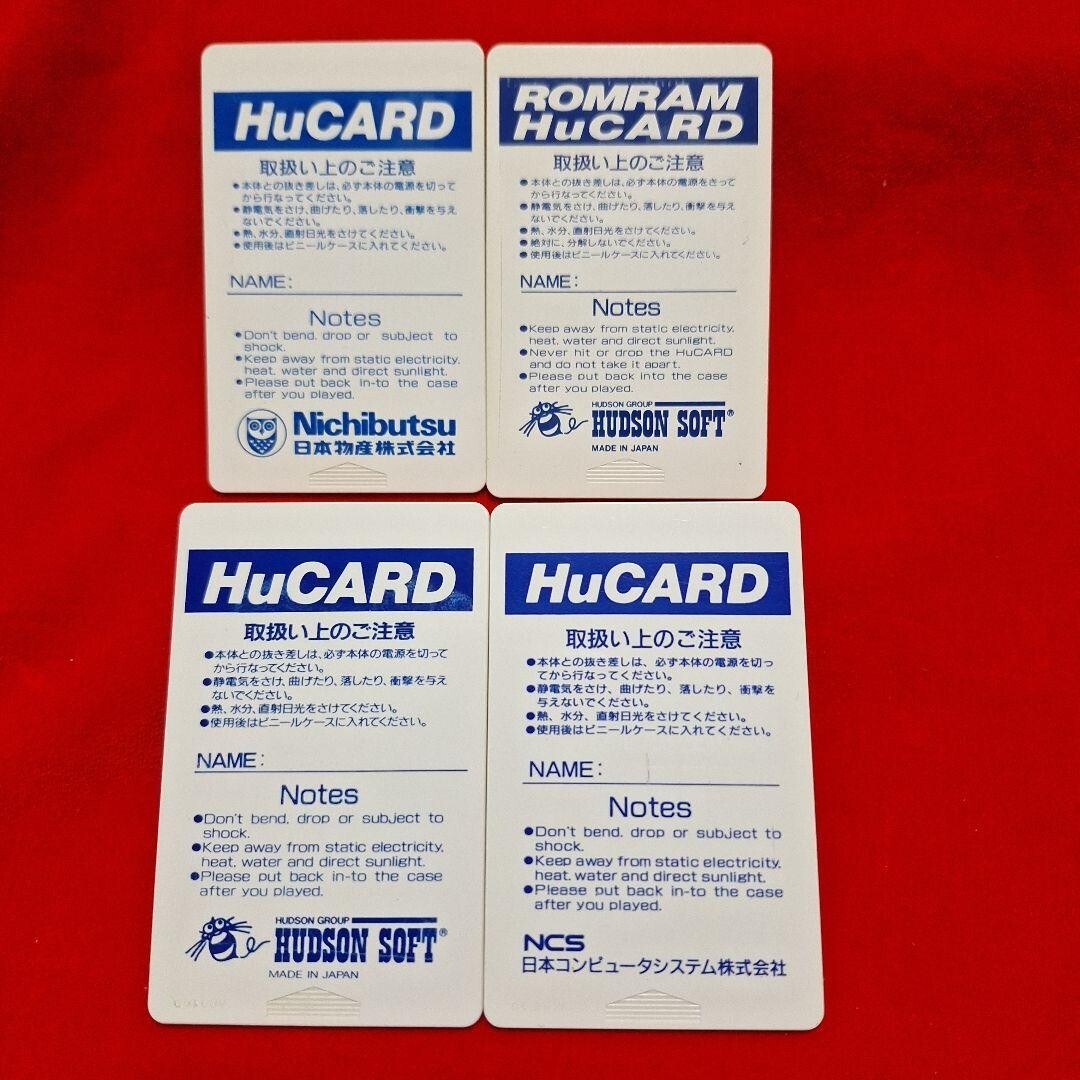 HuCARD
取扱い上のご注意
●本体との抜き差しは、必ず本体の電源を切って
から行なってください。
●静電気をさけ、曲げたり、落したり、衝撃を与え
ないでください。
●熱、水分、直射日光をさけてください。
●使用後はビニールケースに入れてください。
NAME:
Notes
●Don't bend, drop or subject to
shock.
●Keep away from static electricity,
heat, water and direct sunlight.
●Please put back in-to the case
after you played.
Nichibutsu
日本物産株式会社
ROMRAM
HuCARD
取扱い上のご注意
●本体との抜き差しは、必ず本体の電源をきって
から行なってください。
●静電気をさけ、曲げたり、落したり、衝撃を与え
ないでください。
●熱、水分、直射日光をさけてください。
●絶対に、分解しないでください。
●使用後はビニールケースに入れてください。
NAME:
Notes
●Keep away from static electricity,
heat, water and direct sunlight.
●Never hit or drop the HuCARD
and do not take it apart.
●Please put back into the case
after you played.
HUDSON GROUP
HUDSON SOFT®
MADE IN JAPAN
HuCARD
取扱い上のご注意
●本体との抜き差しは、必ず本体の電源を切って
から行なってください。
●静電気をさけ、曲げたり、落したり、衝撃を与え
ないでください。
●熱、水分、直射日光をさけてください。
●使用後はビニールケースに入れてください。
NAME:
Notes
●Don't bend, drop or subject to
shock.
●Keep away from static electricity,
heat, water and direct sunlight.
●Please put back in-to the case
after you played.
HUDSON GROUP
HUDSON SOFT®
MADE IN JAPAN
HuCARD
取扱い上のご注意
●本体との抜き差しは、必ず本体の電源を切っ
てから行なってください。
●静電気をさけ、曲げたり、落したり、衝撃を
与えないでください。
●熱、水分、直射日光をさけてください。
●使用後はビニールケースに入れてください。
NAME:
Notes
●Don't bend, drop or subject to
shock.
●Keep away from static electricity,
heat, water and direct sunlight.
●Please put back in-to the case
after you played.
NCS
日本コンピュータシステム株式会社